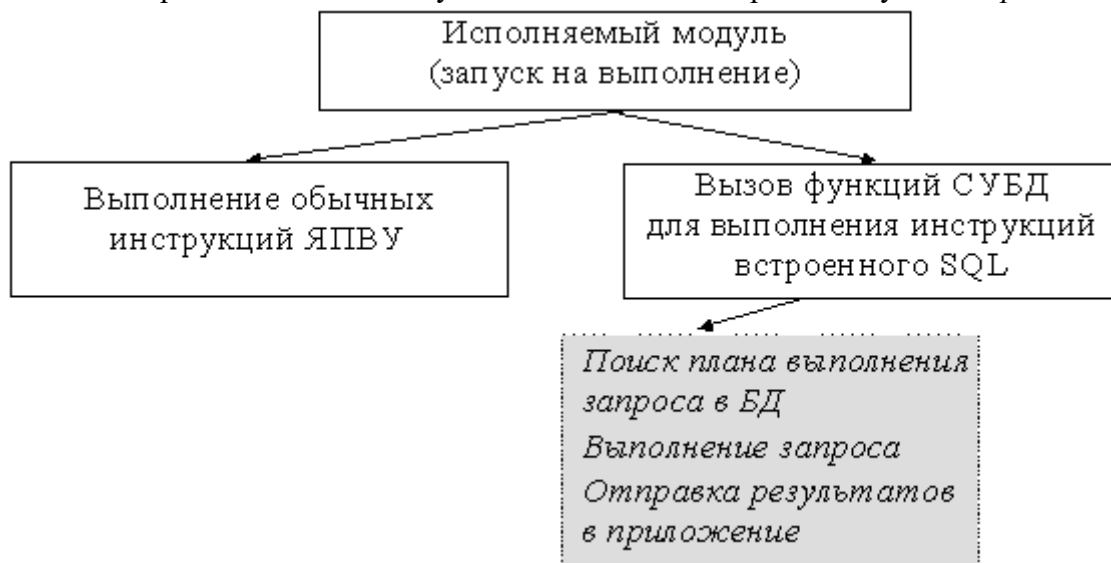 Исполняемый модуль
(запуск на выполнение)
Выполнение обычных
инструкций ЯПВУ
Вызов функций СУБД
для выполнения инструкций
встроенного SQL
Поиск плана выполнения
запроса в БД
Выполнение запроса
Отправка результатов
в приложение